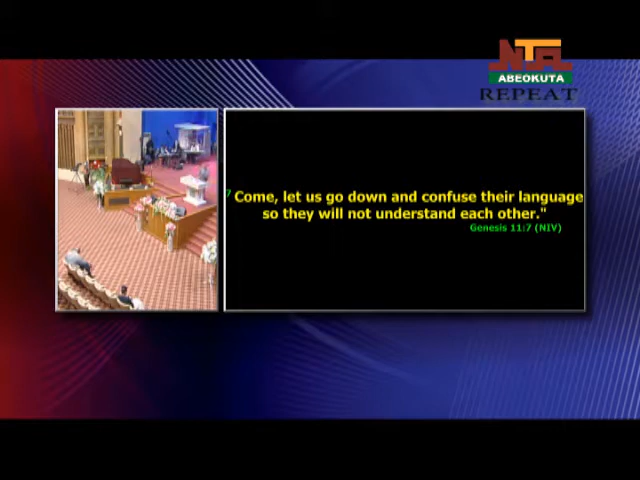 NTA
ABEOKUTA
REPEAT
7 Come, let us go down and confuse their language
so they will not understand each other."
Genesis 11:7 (NIV)